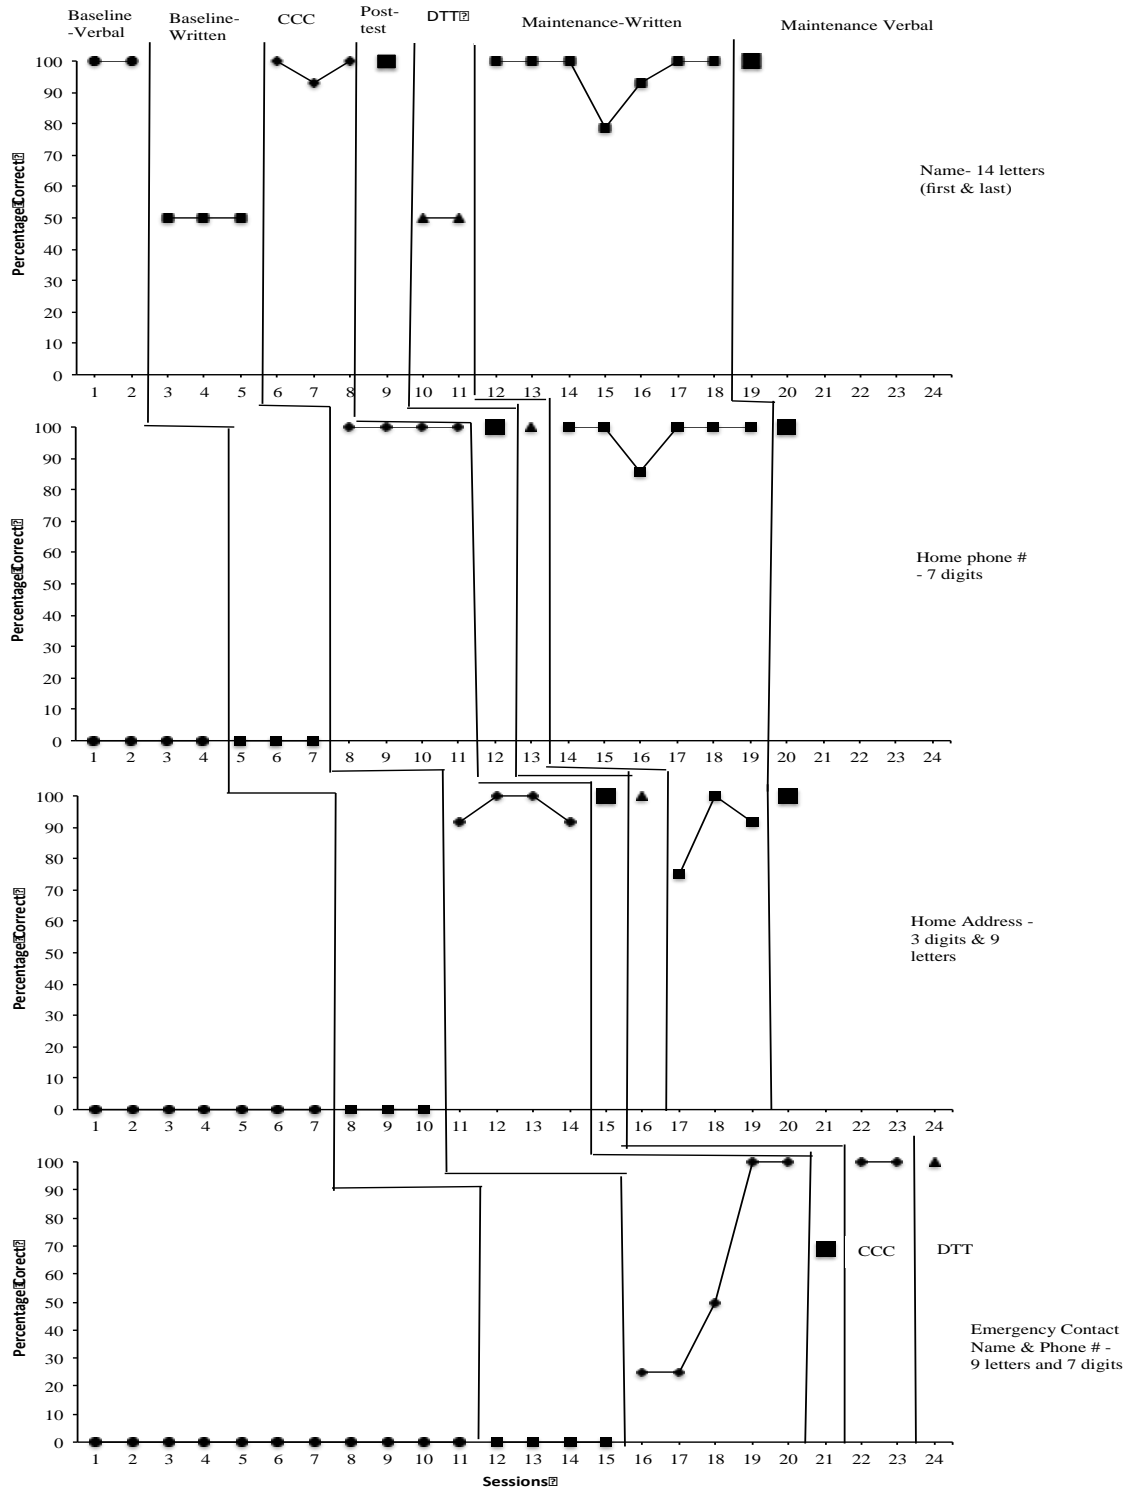 Baseline
-Verbal
Baseline-
Written
CCC
Post-
test
DTT⍰
Maintenance-Written
Maintenance Verbal
Percentage⍰Correct⍰
100
90
80
70
60
50
40
30
20
10
0
1 2 3 4 5 6 7 8 9 10 11 12 13 14 15 16 17 18 19 20 21 22 23 24
Name- 14 letters
(first & last)
Percentage⍰Correct⍰
100
90
80
70
60
50
40
30
20
10
0
1 2 3 4 5 6 7 8 9 10 11 12 13 14 15 16 17 18 19 20 21 22 23 24
Home phone #
- 7 digits
Percentage⍰Correct⍰
100
90
80
70
60
50
40
30
20
10
0
1 2 3 4 5 6 7 8 9 10 11 12 13 14 15 16 17 18 19 20 21 22 23 24
Home Address -
3 digits & 9
letters
Percentage⍰Corect⍰
100
90
80
70
60
50
40
30
20
10
0
1 2 3 4 5 6 7 8 9 10 11 12 13 14 15 16 17 18 19 20 21 22 23 24
CCC
DTT
Emergency Contact
Name & Phone # -
9 letters and 7 digits
Sessions⍰